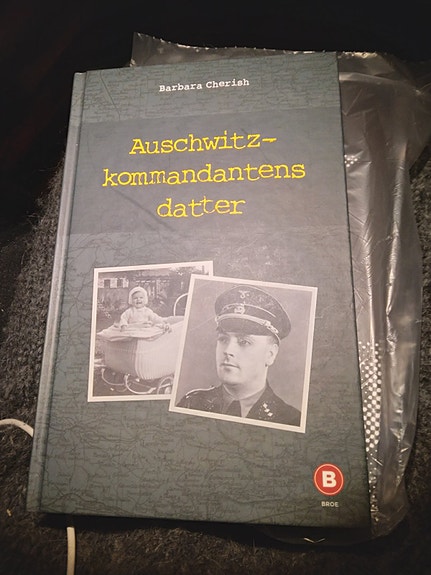 Barbara Cherish
Auschwitz-
kommandantens
datter
B
BROE